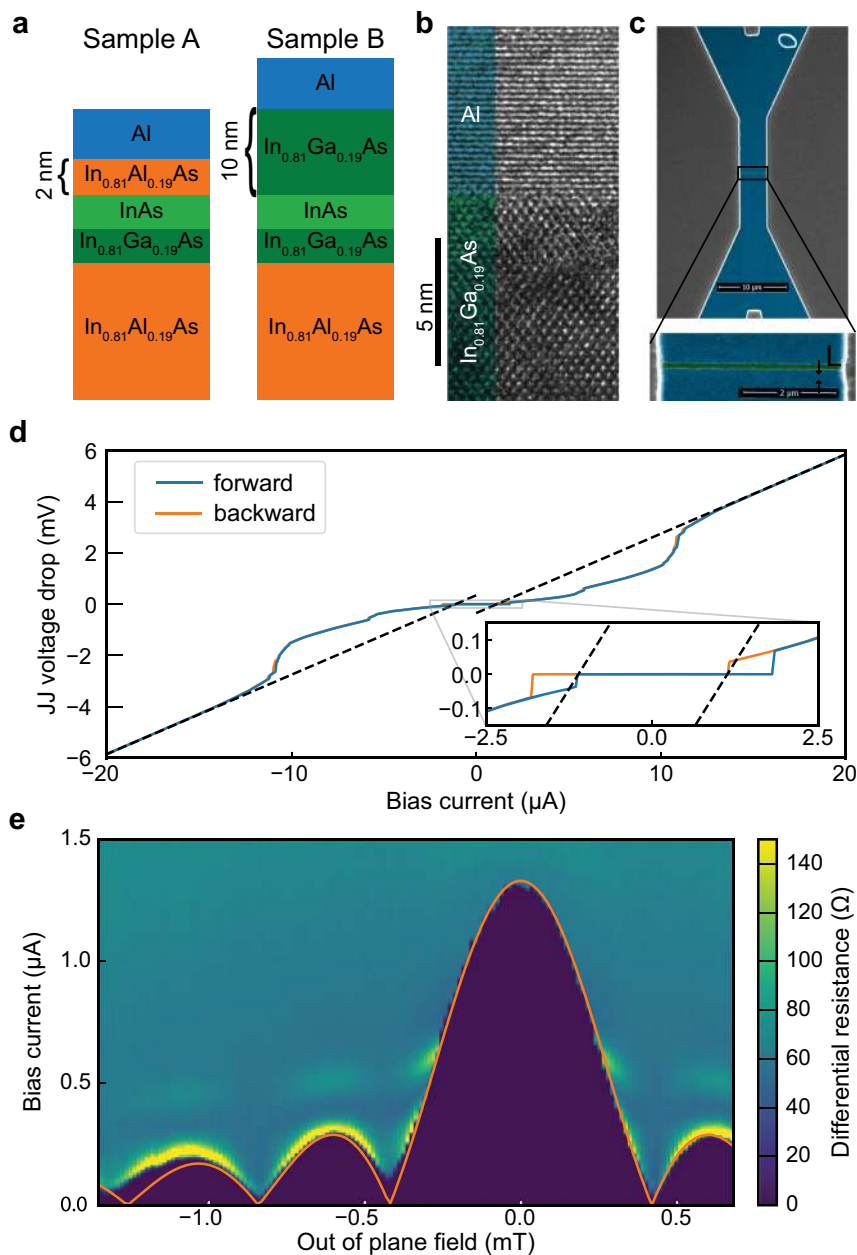 a
Sample A
Sample B
Al
In0.81Al0.19As
InAs
In0.81Ga0.19As
In0.81Al0.19As
2 nm
Al
In0.81Ga0.19As
InAs
In0.81Ga0.19As
In0.81Al0.19As
10 nm
b
Al
In0.81Ga0.19As
5 nm
c
10 µm
L
2 µm
d
JJ voltage drop (mV)
6
4
2
0
−2
−4
−6
forward
backward
0.1
0.0
−0.1
−2.5
0.0
2.5
−20
−10
0
10
20
Bias current (µA)
e
Bias current (µA)
1.5
1.0
0.5
0.0
−1.0
−0.5
0.0
0.5
Out of plane field (mT)
140
120
100
80
60
40
20
0
Differential resistance (Ω)